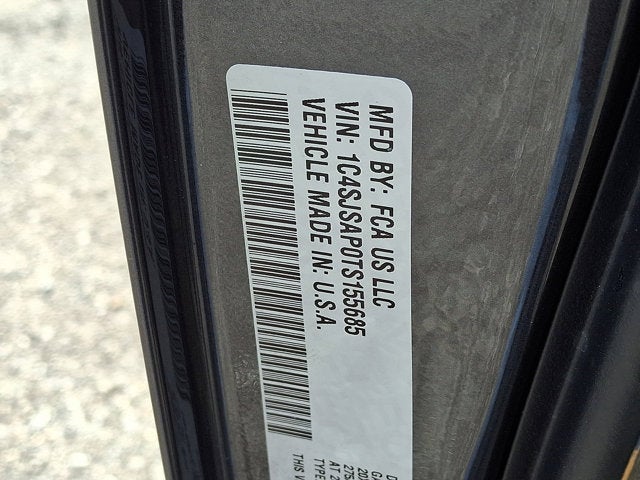 MFD BY: FCA US LLC
VIN: 1C4SJSAP0TS155685
VEHICLE MADE IN: U.S.A.